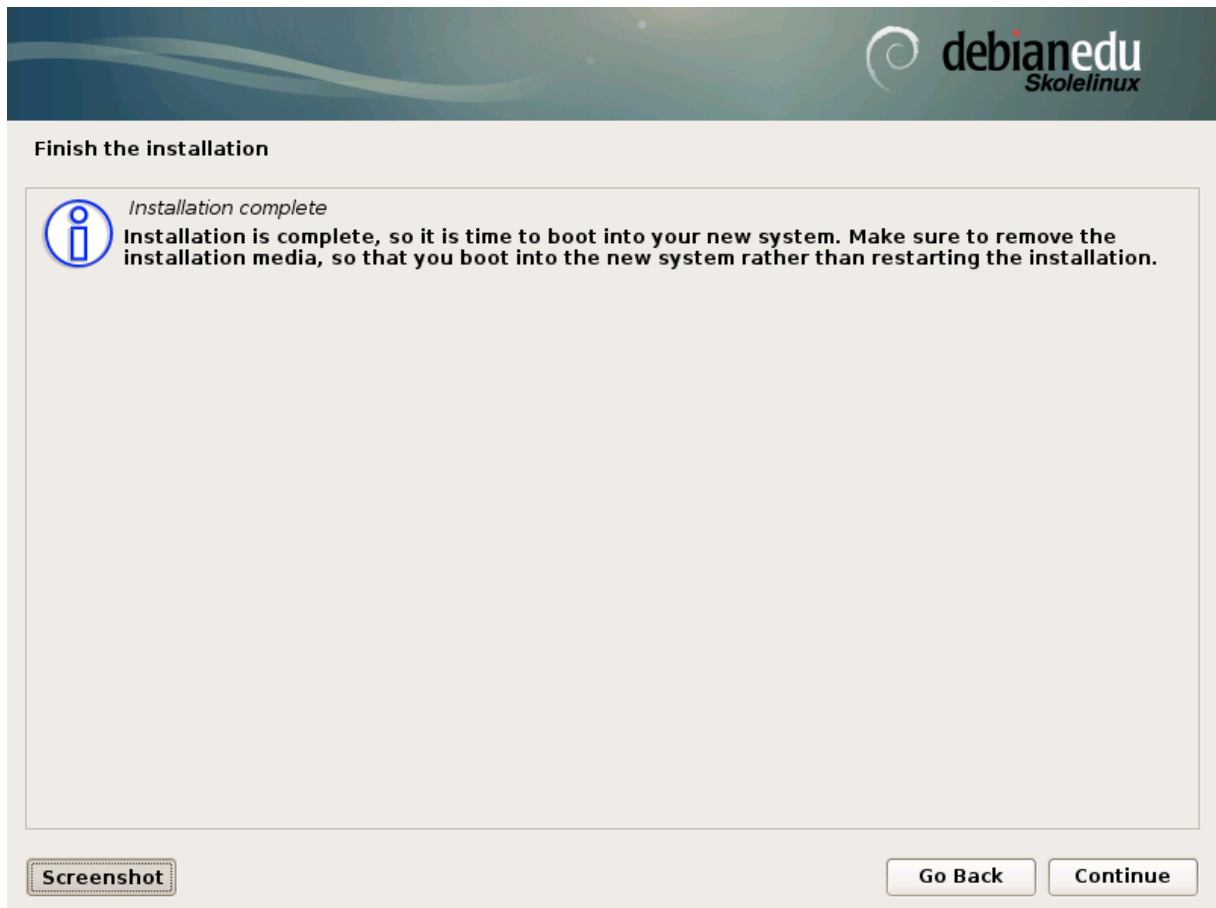 debianedu
Skolelinux
Finish the installation
Installation complete
Installation is complete, so it is time to boot into your new system. Make sure to remove the
installation media, so that you boot into the new system rather than restarting the installation.
Screenshot
Go Back
Continue